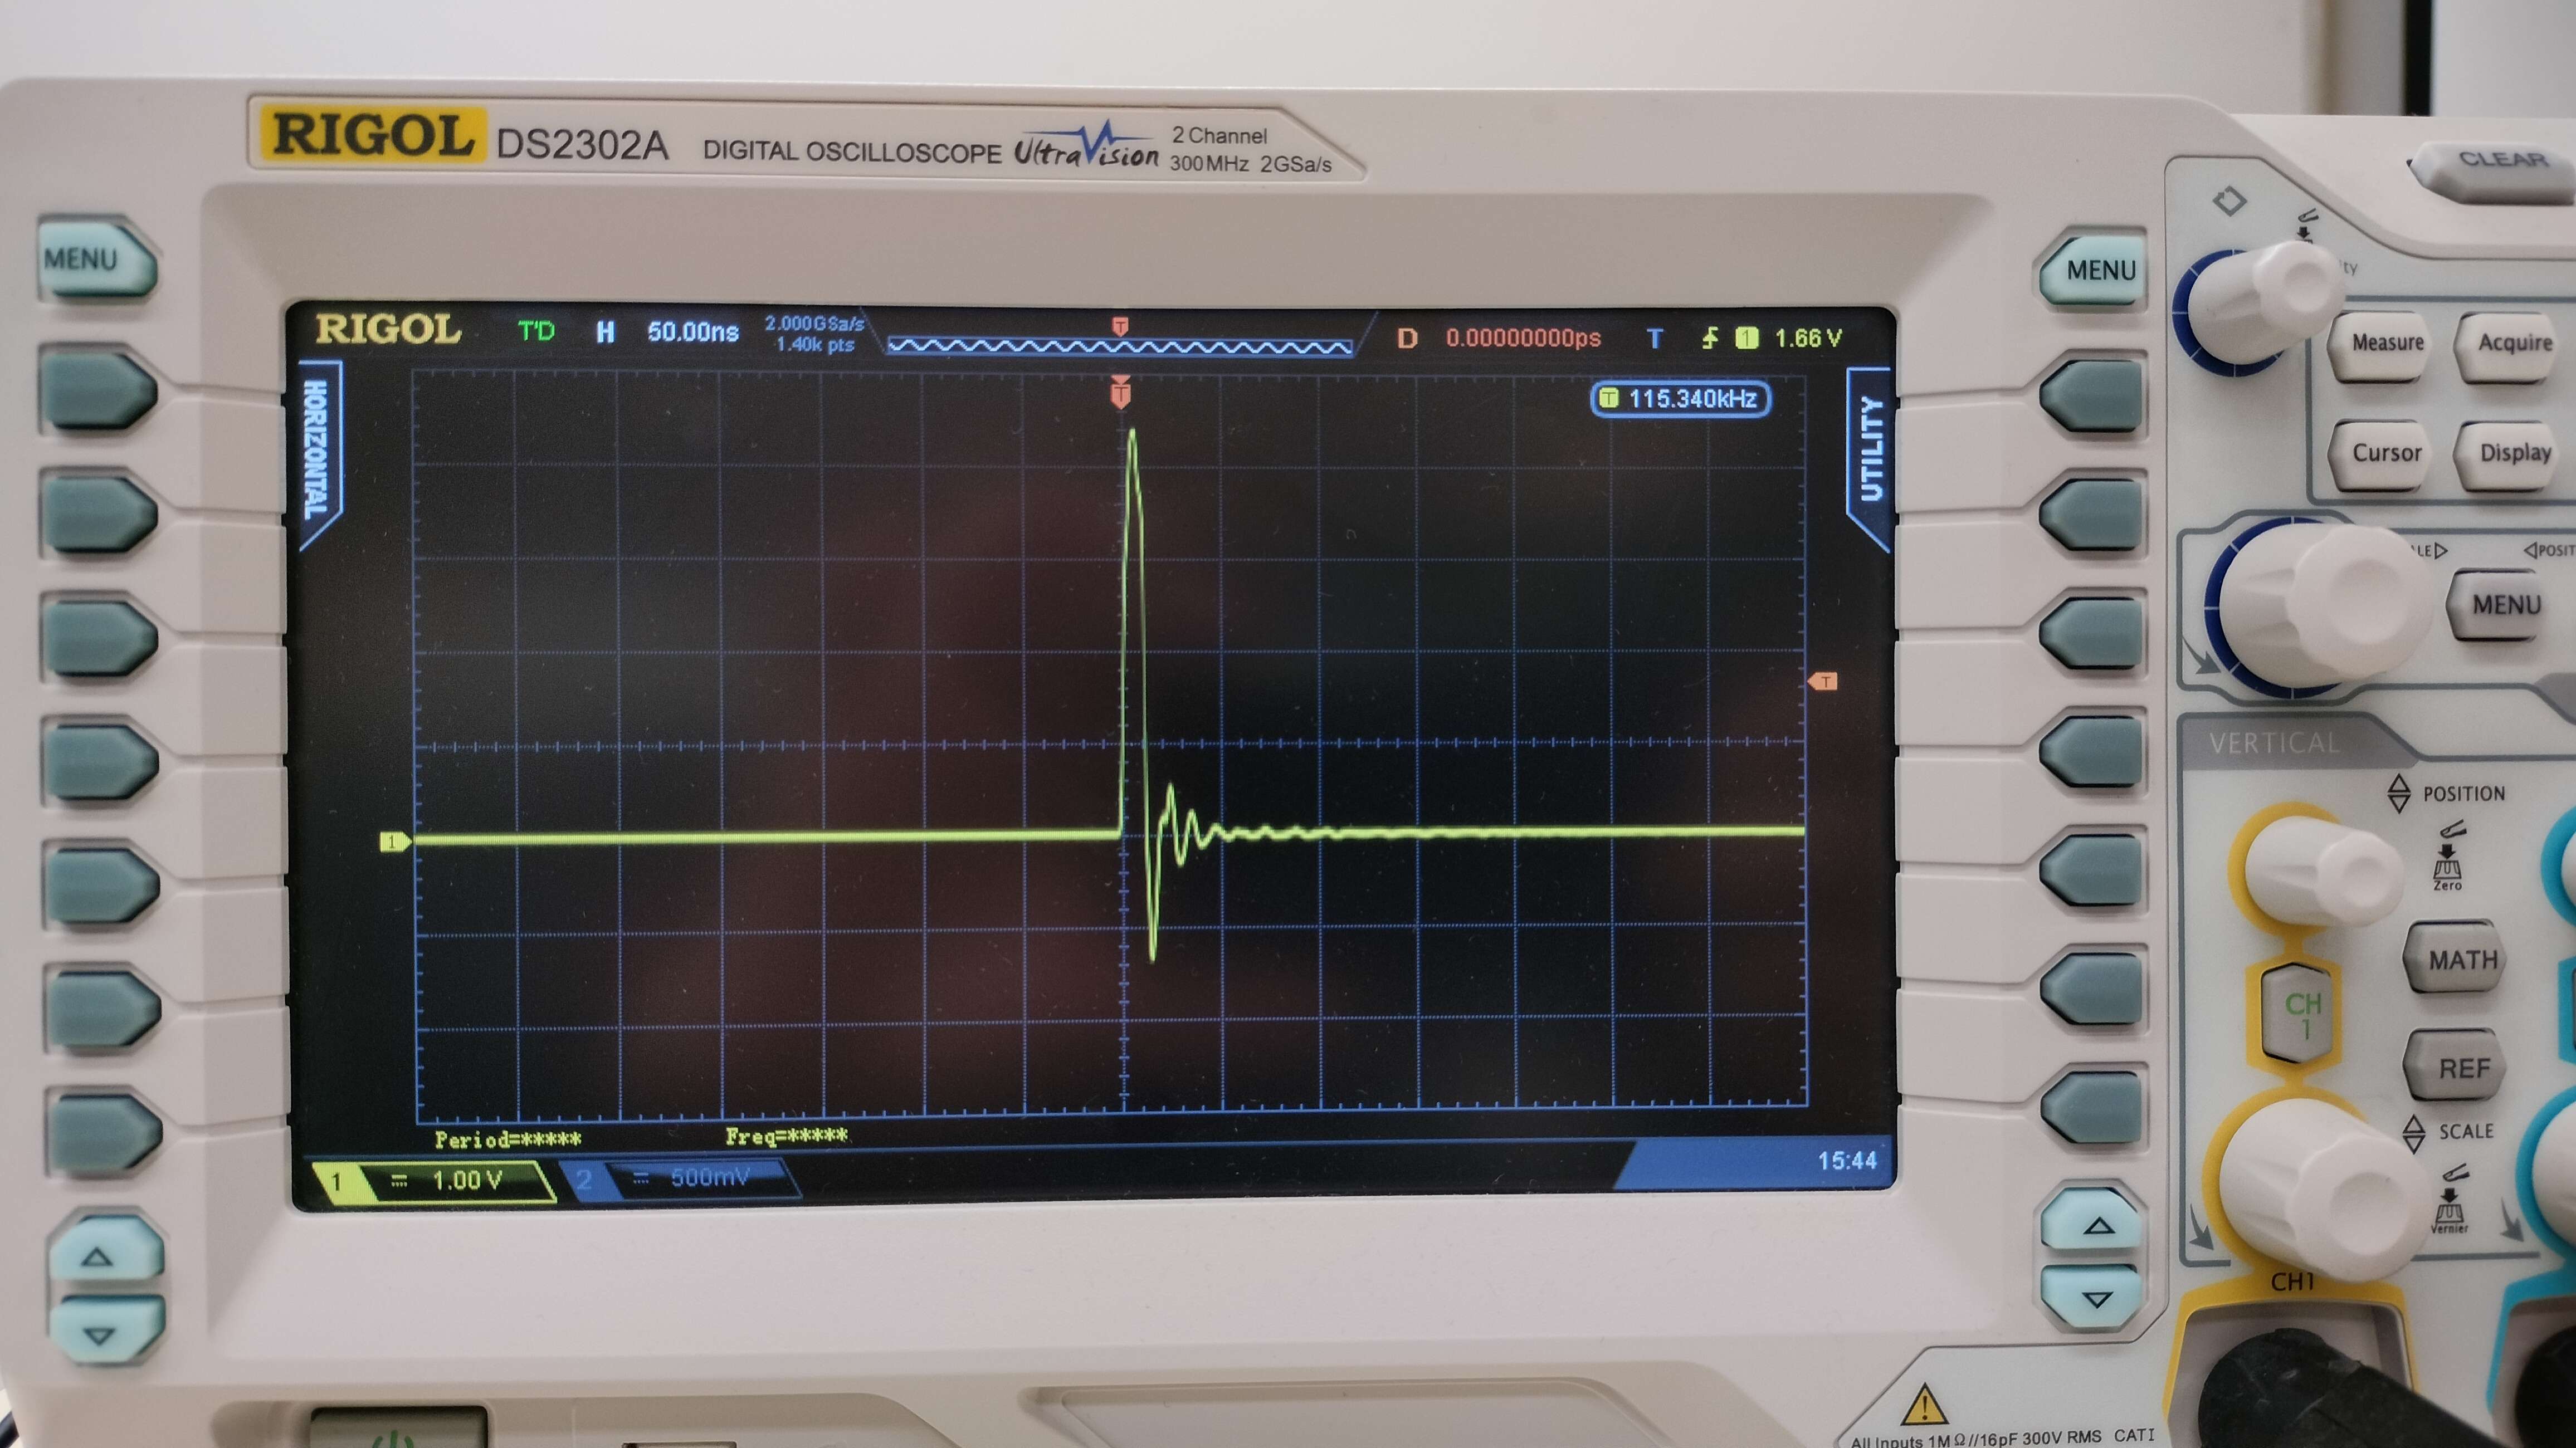 RIGOL DS2302A DIGITAL OSCILLOSCOPE UltraVision 2 Channel
300MHz 2GSa/s
CLEAR
MENU
MENU
RIGOL T'D H 50.00ns 2.000GSa/s
1.40k pts
T
D 0.00000000ps T 1 1.66 V
HORIZONTAL
T
T 115.340kHz
UTILITY
Measure Acquire
Cursor Display
MENU
T
1
VERTICAL
POSITION
Zero
MATH
CH
1
REF
SCALE
Vernier
Period=***** Freq=*****
1 1.00 V 2 500mV
15:44
CH1
All Inputs 1MΩ//16pF 300V RMS CATI